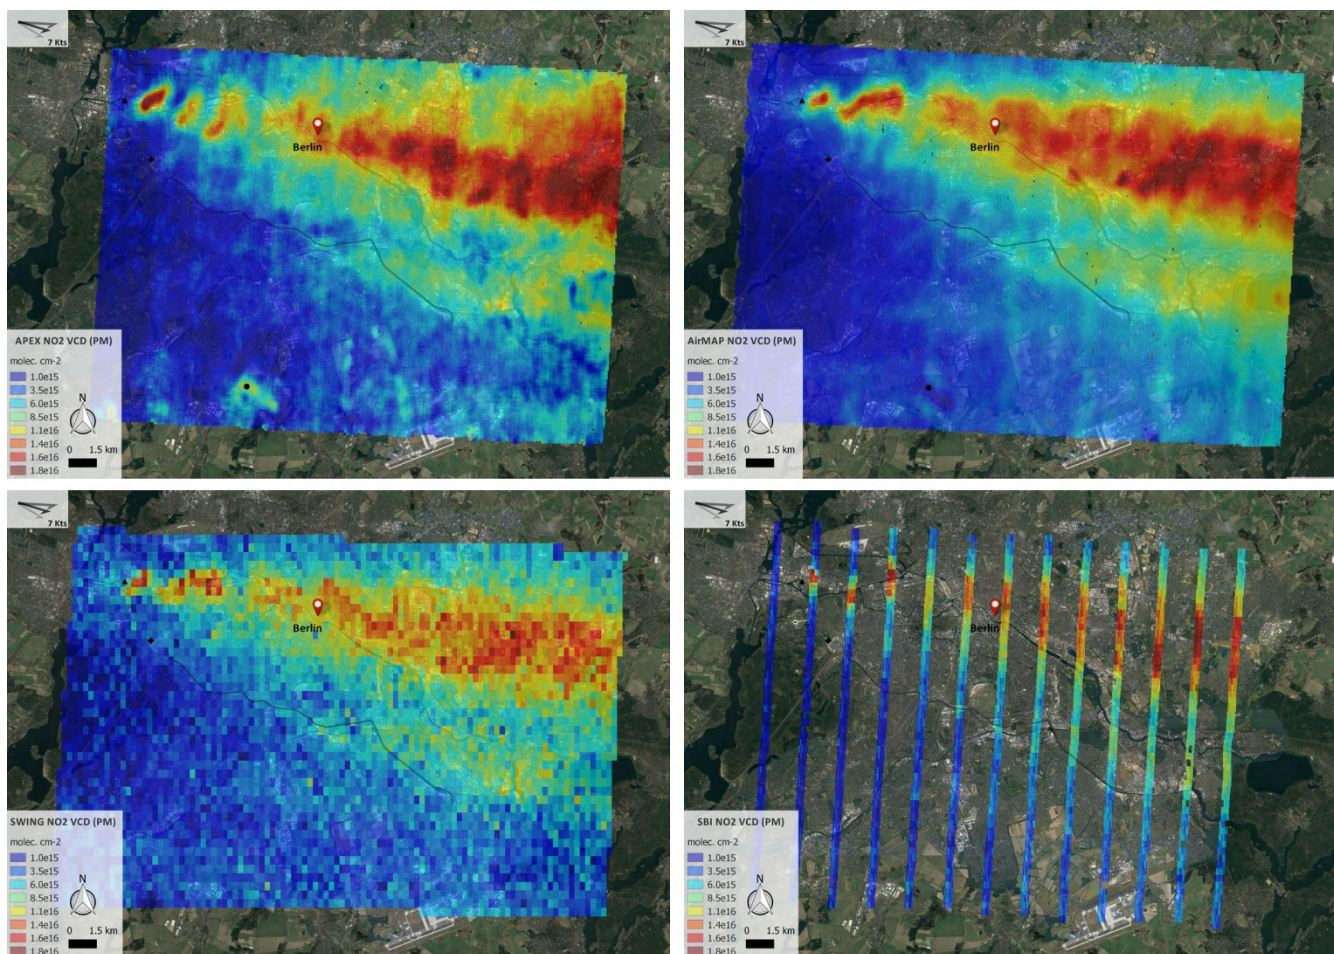 7 Kts
Berlin
APEX NO2 VCD (PM)
molec. cm-2
1.0e15
3.5e15
6.0e15
8.5e15
1.1e16
1.4e16
1.6e16
1.8e16
N
0 1.5 km
7 Kts
Berlin
AirMAP NO2 VCD (PM)
molec. cm-2
1.0e15
3.5e15
6.0e15
8.5e15
1.1e16
1.4e16
1.6e16
1.8e16
N
0 1.5 km
7 Kts
Berlin
SWING NO2 VCD (PM)
molec. cm-2
1.0e15
3.5e15
6.0e15
8.5e15
1.1e16
1.4e16
1.6e16
1.8e16
N
0 1.5 km
7 Kts
Berlin
SBI NO2 VCD (PM)
molec. cm-2
1.0e15
3.5e15
6.0e15
8.5e15
1.1e16
1.4e16
1.6e16
1.8e16
N
0 1.5 km